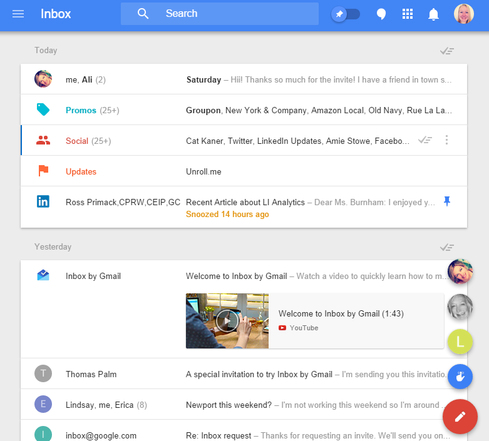 Inbox
Search
Today
me, Ali (2) Saturday – Hii! Thanks so much for the invite! I have a friend in town s...
Promos (25+) Groupon, New York & Company, Amazon Local, Old Navy, Rue La La...
Social (25+) Cat Kaner, Twitter, LinkedIn Updates, Amie Stowe, Facebo...
Updates Unroll.me
Ross Primack,CPRW,CEIP,GC Recent Article about LI Analytics – Dear Ms. Burnham: I enjoyed y...
Snoozed 14 hours ago
Yesterday
Inbox by Gmail Welcome to Inbox by Gmail – Watch a video to quickly learn how to m...
Welcome to Inbox by Gmail (1:43)
YouTube
L
T Thomas Palm A special invitation to try Inbox by Gmail – I'm sending you this invitatio...
L Lindsay, me, Erica (8) Newport this weekend? – I'm not working this weekend so I'm around
i inbox@google.com Re: Inbox request – Thanks for requesting an invite. We'll send you on...